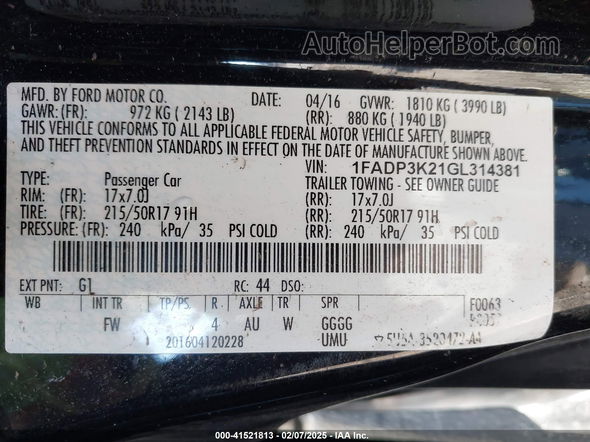 AutoHelperBot.com
MFD. BY FORD MOTOR CO. DATE: 04/16 GVWR: 1810 KG ( 3990 LB)
GAWR: (FR): 972 KG ( 2143 LB) (RR): 880 KG ( 1940 LB)
THIS VEHICLE CONFORMS TO ALL APPLICABLE FEDERAL MOTOR VEHICLE SAFETY, BUMPER,
AND THEFT PREVENTION STANDARDS IN EFFECT ON THE DATE OF MANUFACTURE SHOWN ABOVE.
VIN: 1FADP3K21GL314381
TYPE: Passenger Car TRAILER TOWING - SEE OWNER GUIDE
RIM: (FR): 17x7.0J (RR): 17x7.0J
TIRE: (FR): 215/50R17 91H (RR): 215/50R17 91H
PRESSURE: (FR): 240 kPa/ 35 PSI COLD (RR): 240 kPa/ 35 PSI COLD
EXT PNT: G1 RC: 44 DSO:
WB INT TR TP/PS R AXLE TR SPR F0063
FW 4 AU W GGGG
201604120228 UMU
000-41521813 - 02/07/2025 - IAA Inc.